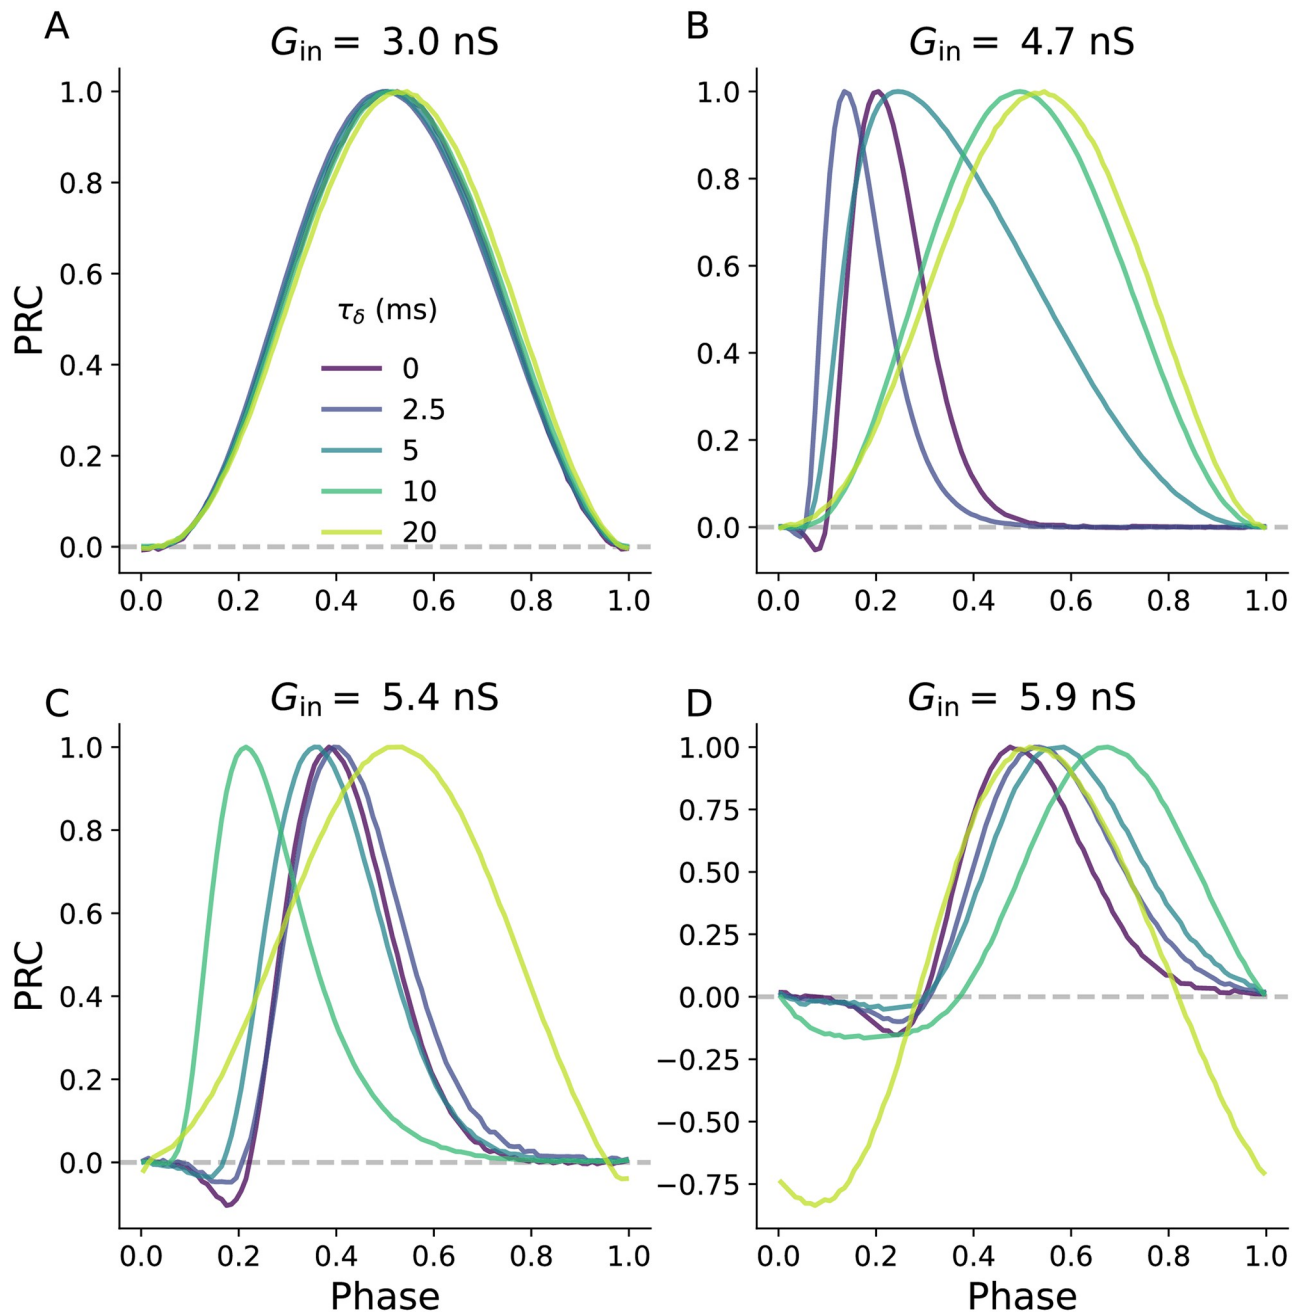 A
G_in = 3.0 nS
PRC
1.0
0.8
0.6
0.4
0.2
0.0
τ_δ (ms)
0
2.5
5
10
20
0.0 0.2 0.4 0.6 0.8 1.0
B
G_in = 4.7 nS
1.0
0.8
0.6
0.4
0.2
0.0
0.0 0.2 0.4 0.6 0.8 1.0
C
G_in = 5.4 nS
PRC
1.0
0.8
0.6
0.4
0.2
0.0
0.0 0.2 0.4 0.6 0.8 1.0
Phase
D
G_in = 5.9 nS
1.00
0.75
0.50
0.25
0.00
−0.25
−0.50
−0.75
0.0 0.2 0.4 0.6 0.8 1.0
Phase